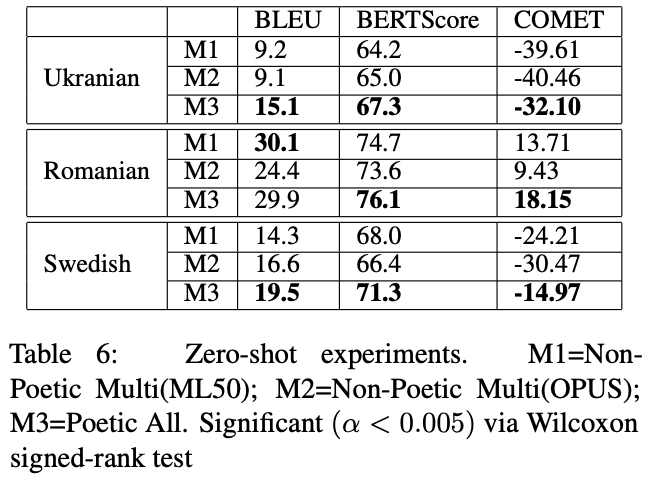 BLEU BERTScore COMET
M1 9.2 64.2 -39.61
Ukranian M2 9.1 65.0 -40.46
M3 15.1 67.3 -32.10
M1 30.1 74.7 13.71
Romanian M2 24.4 73.6 9.43
M3 29.9 76.1 18.15
M1 14.3 68.0 -24.21
Swedish M2 16.6 66.4 -30.47
M3 19.5 71.3 -14.97
Table 6: Zero-shot experiments. M1=Non-
Poetic Multi(ML50); M2=Non-Poetic Multi(OPUS);
M3=Poetic All. Significant (α < 0.005) via Wilcoxon
signed-rank test